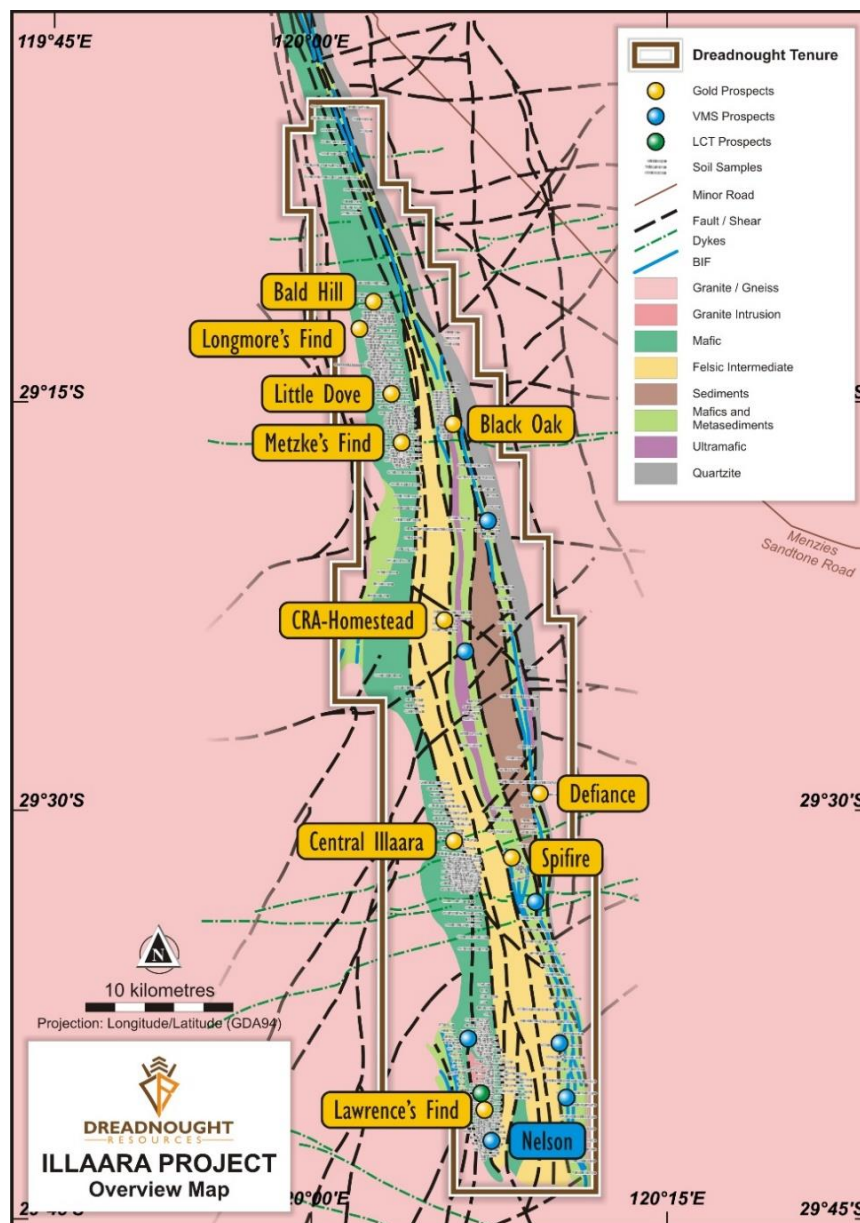 119°45'E
120°00'E
Dreadnought Tenure
Gold Prospects
VMS Prospects
LCT Prospects
Soil Samples
Minor Road
Fault / Shear
Dykes
BIF
Granite / Gneiss
Granite Intrusion
Mafic
Felsic Intermediate
Sediments
Mafics and
Metasediments
Ultramafic
Quartzite
Bald Hill
Longmore's Find
29°15'S
Little Dove
Black Oak
Metzke's Find
Menzies
Sandtone Road
CRA-Homestead
Defiance
29°30'S
29°30'S
Central Illaara
Spifire
N
10 kilometres
Projection: Longitude/Latitude (GDA94)
Lawrence's Find
Nelson
DREADNOUGHT
RESOURCES
ILLAARA PROJECT
Overview Map
120°15'E
29°45'S